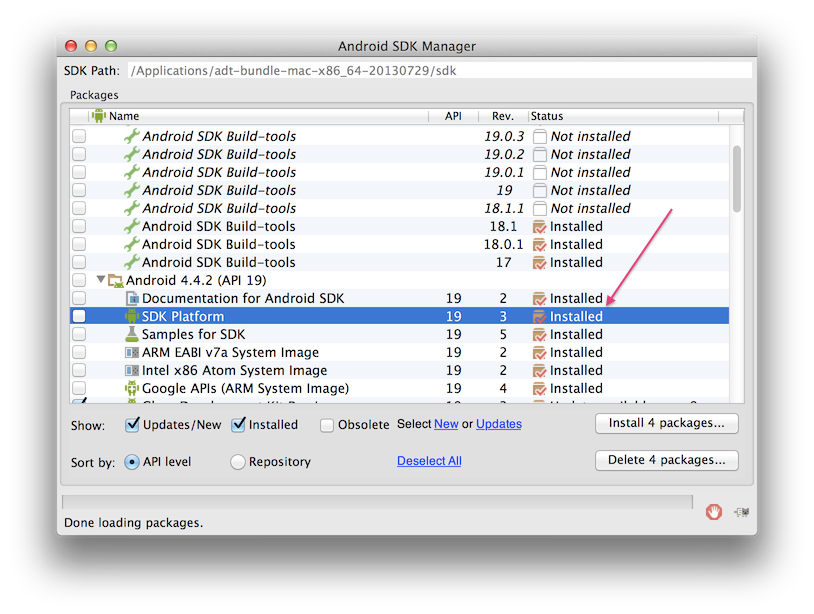 Android SDK Manager
SDK Path: /Applications/adt-bundle-mac-x86_64-20130729/sdk
Packages
Name API Rev. Status
Android SDK Build-tools 19.0.3 Not installed
Android SDK Build-tools 19.0.2 Not installed
Android SDK Build-tools 19.0.1 Not installed
Android SDK Build-tools 19 Not installed
Android SDK Build-tools 18.1.1 Not installed
Android SDK Build-tools 18.1 Installed
Android SDK Build-tools 18.0.1 Installed
Android SDK Build-tools 17 Installed
Android 4.4.2 (API 19)
Documentation for Android SDK 19 2 Installed
SDK Platform 19 3 Installed
Samples for SDK 19 5 Installed
ARM EABI v7a System Image 19 2 Installed
Intel x86 Atom System Image 19 2 Installed
Google APIs (ARM System Image) 19 4 Installed
Show: Updates/New Installed Obsolete Select New or Updates Install 4 packages...
Sort by: API level Repository Deselect All Delete 4 packages...
Done loading packages.